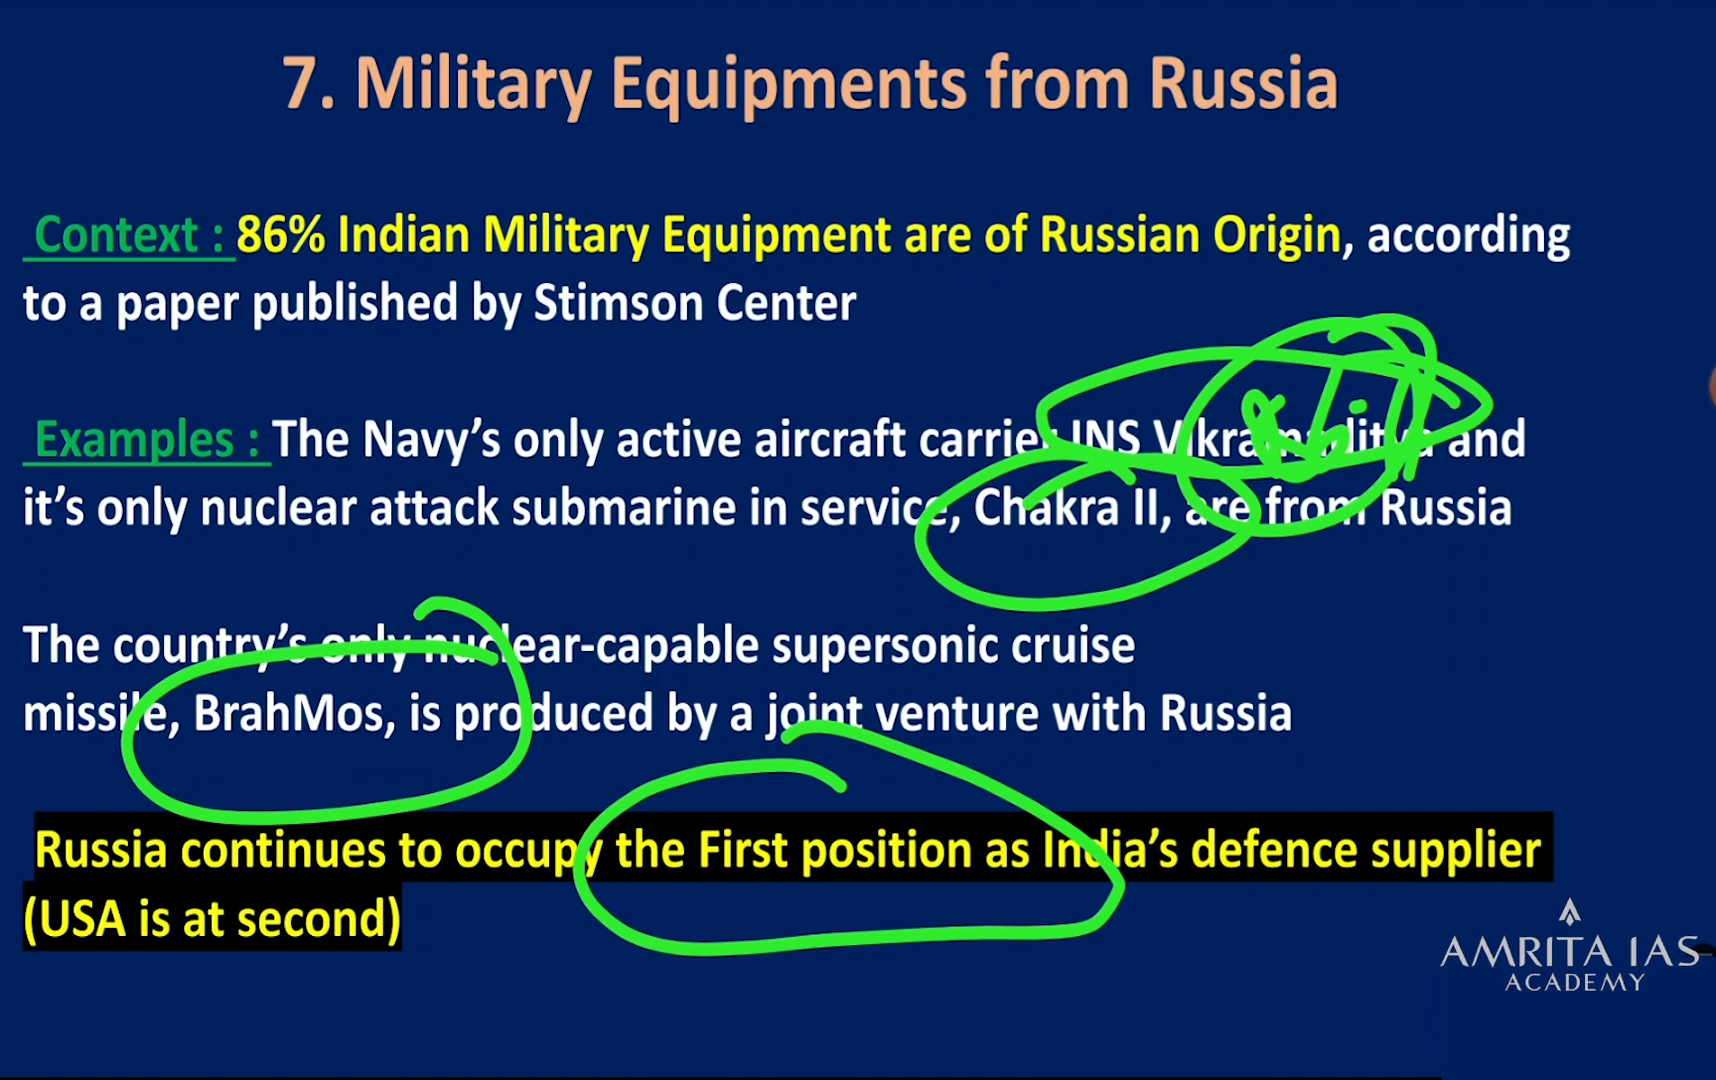 7. Military Equipments from Russia
Context : 86% Indian Military Equipment are of Russian Origin, according
to a paper published by Stimson Center
Examples : The Navy's only active aircraft carrier INS Vikramaditya and
it's only nuclear attack submarine in service, Chakra II, are from Russia
The country's only nuclear-capable supersonic cruise
missile, BrahMos, is produced by a joint venture with Russia
Russia continues to occupy the First position as India's defence supplier
(USA is at second)
AMRITA IAS
ACADEMY